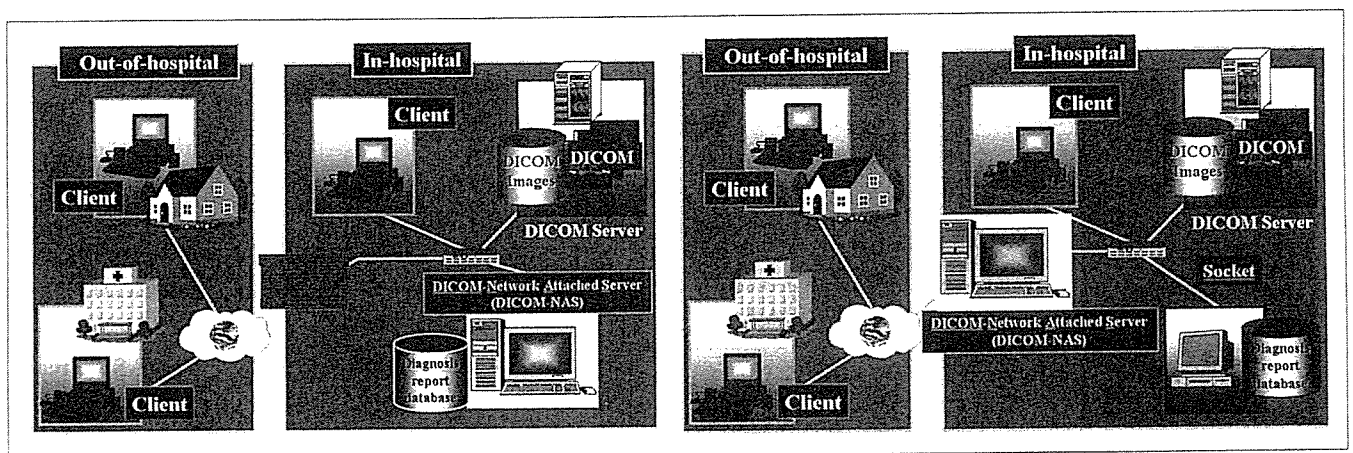 Out-of-hospital
In-hospital
Client
DICOM
Images
DICOM
Client
DICOM Server
DICOM-Network Attached Server
(DICOM-NAS)
Diagnosis
report
database
Client
Out-of-hospital
In-hospital
Client
DICOM
Images
DICOM
Client
DICOM Server
Socket
DICOM-Network Attached Server
(DICOM-NAS)
Diagnosis
report
database
Client